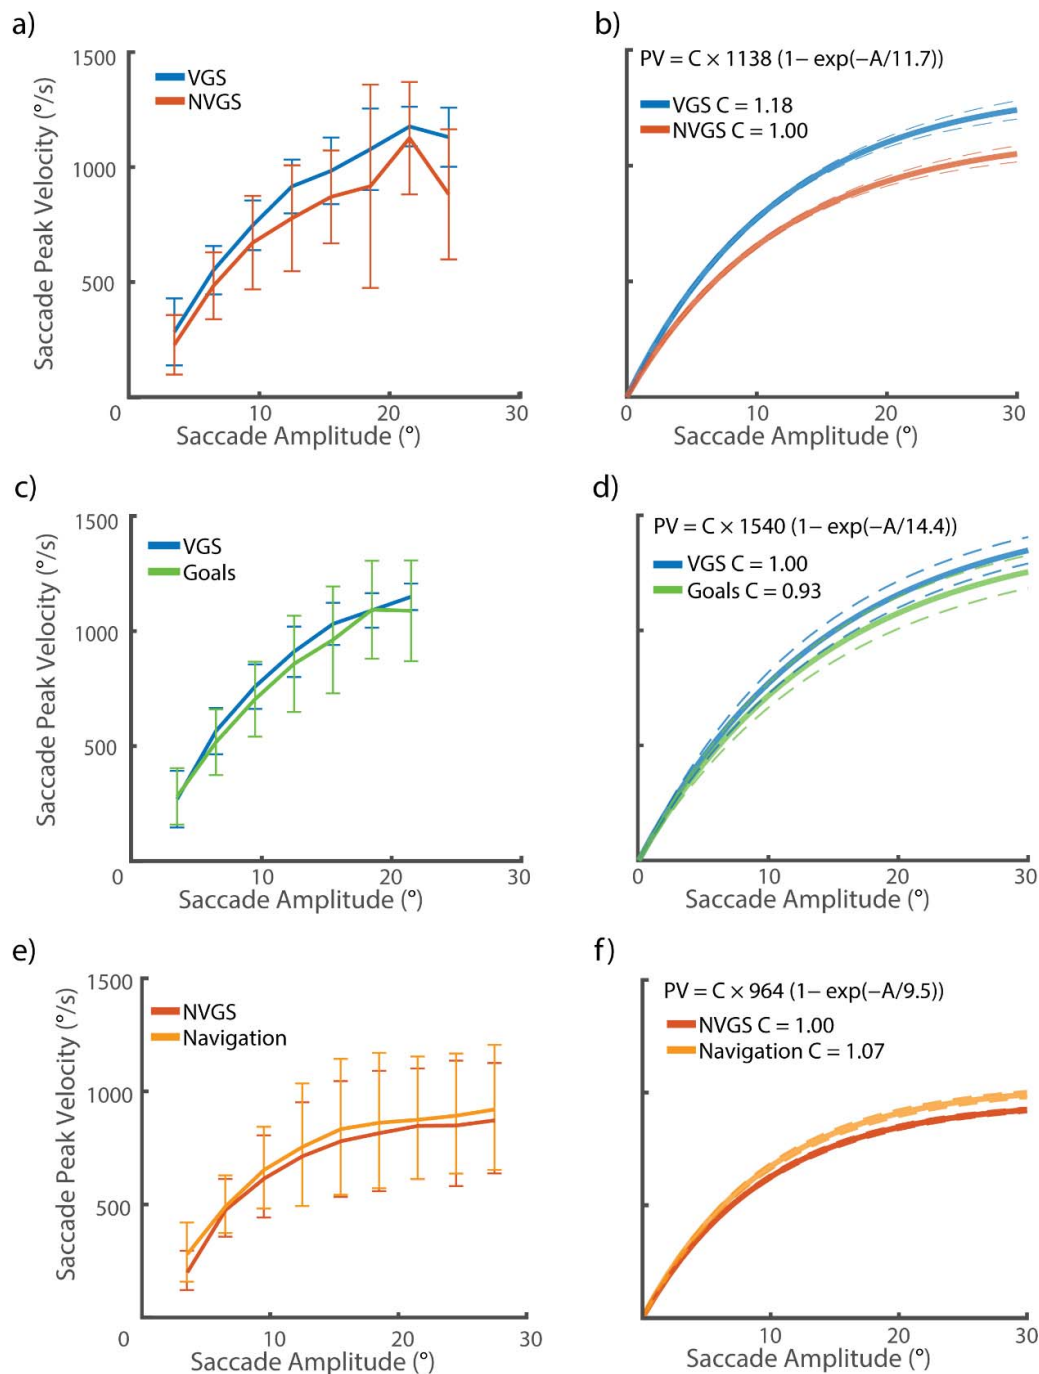 a)
1500
1000
500
0
10
20
30
Saccade Peak Velocity (°/s)
Saccade Amplitude (°)
VGS
NVGS
b)
PV = C × 1138 (1– exp(–A/11.7))
VGS C = 1.18
NVGS C = 1.00
0
10
20
30
Saccade Amplitude (°)
c)
1500
1000
500
0
10
20
30
Saccade Peak Velocity (°/s)
Saccade Amplitude (°)
VGS
Goals
d)
PV = C × 1540 (1– exp(–A/14.4))
VGS C = 1.00
Goals C = 0.93
0
10
20
30
Saccade Amplitude (°)
e)
1500
1000
500
0
10
20
30
Saccade Peak Velocity (°/s)
Saccade Amplitude (°)
NVGS
Navigation
f)
PV = C × 964 (1– exp(–A/9.5))
NVGS C = 1.00
Navigation C = 1.07
0
10
20
30
Saccade Amplitude (°)